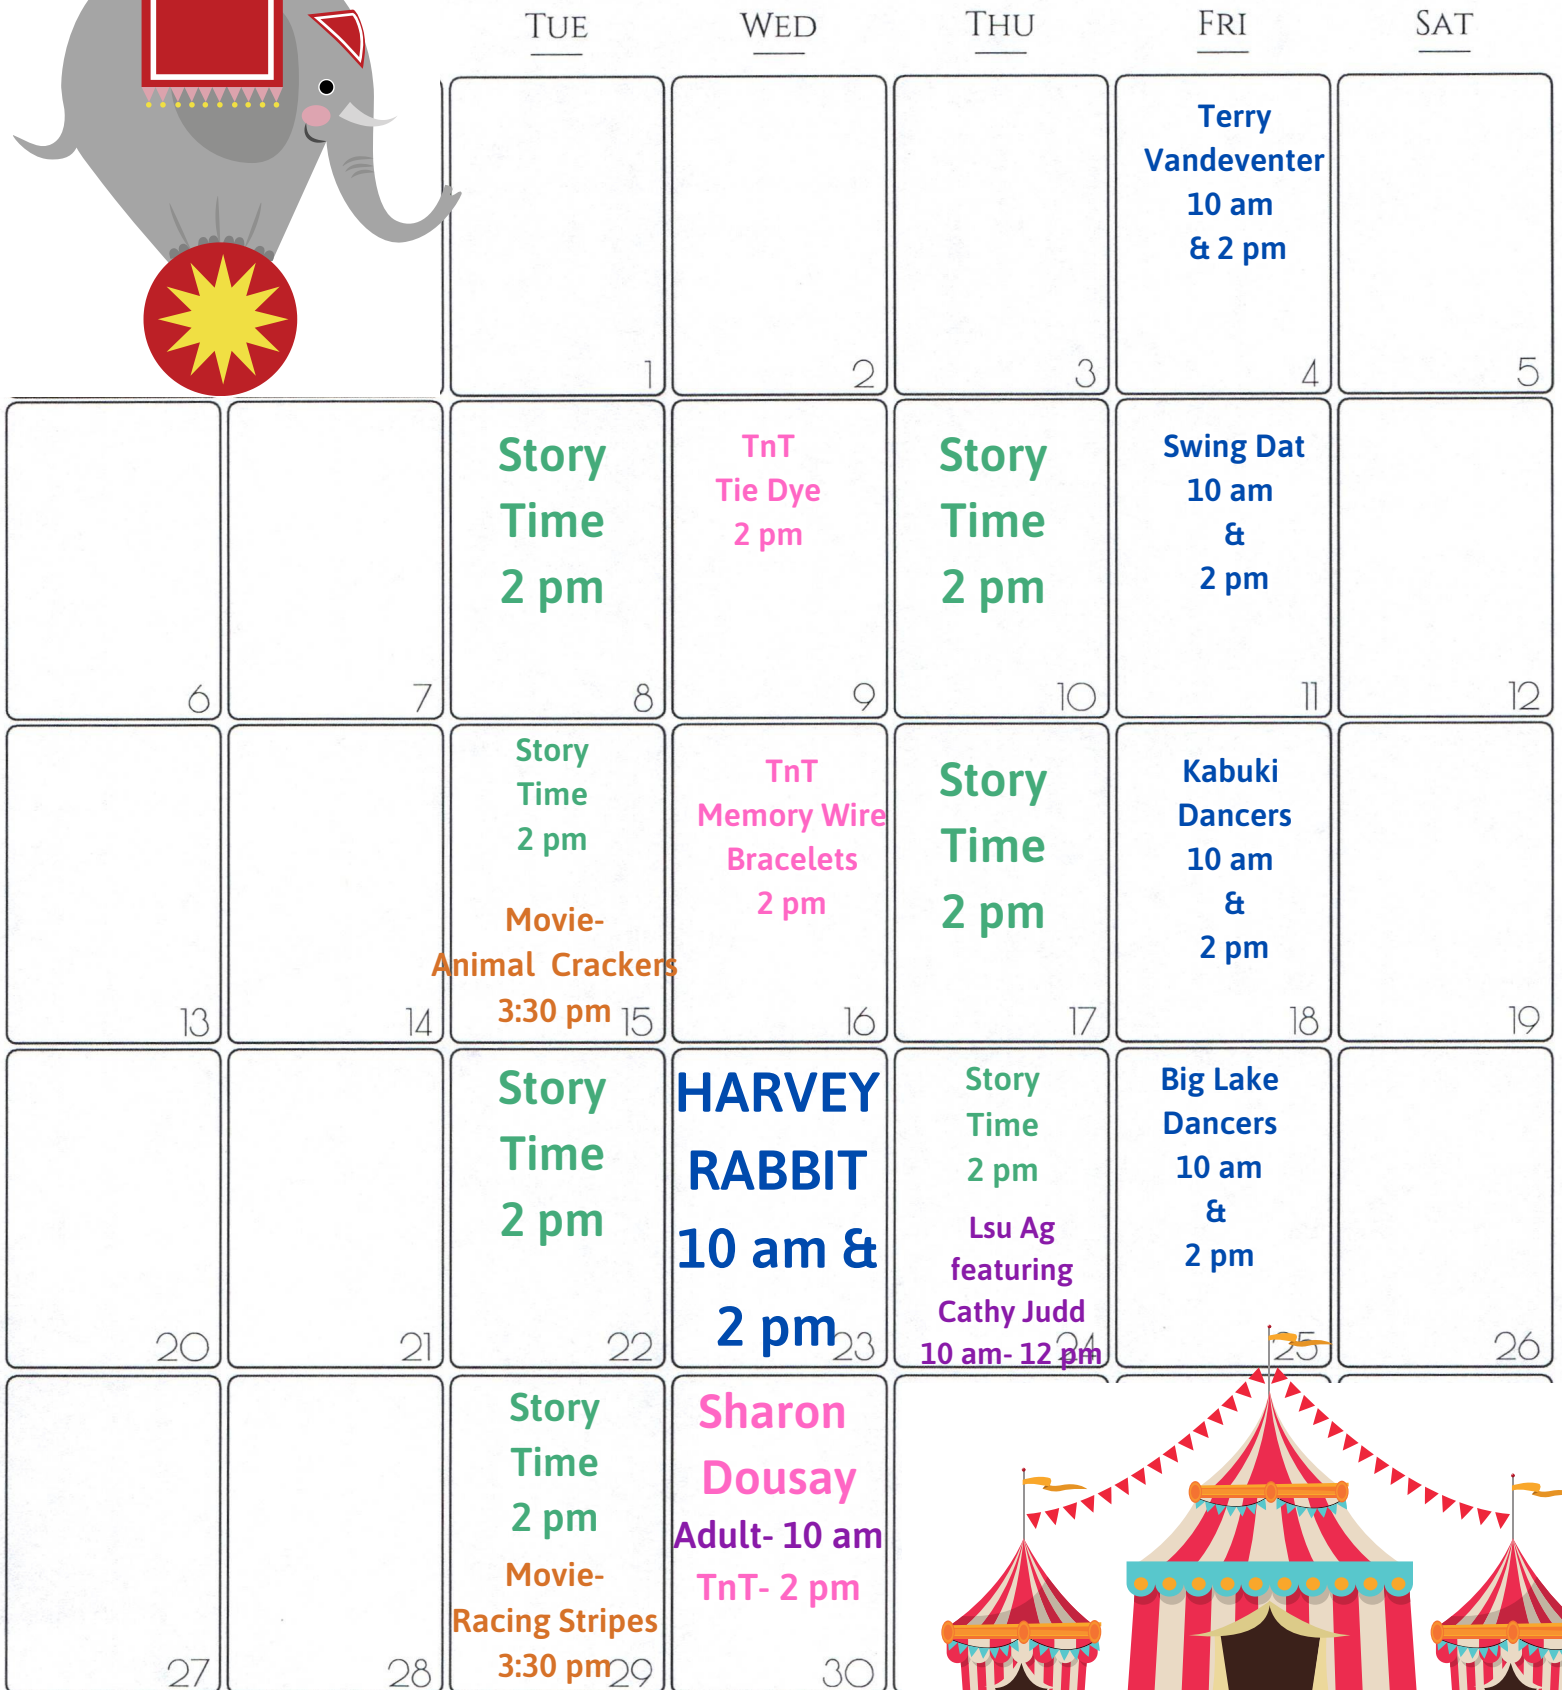 TUE WED THU FRI SAT
Terry
Vandeventer
10 am
& 2 pm
1 2 3 4 5
Story
Time
2 pm
TnT
Tie Dye
2 pm
Story
Time
2 pm
Swing Dat
10 am
&
2 pm
6 7 8 9 10 11 12
Story
Time
2 pm
Movie-
Animal Crackers
3:30 pm
TnT
Memory Wire
Bracelets
2 pm
Story
Time
2 pm
Kabuki
Dancers
10 am
&
2 pm
13 14 15 16 17 18 19
Story
Time
2 pm
HARVEY
RABBIT
10 am &
2 pm
Story
Time
2 pm
Lsu Ag
featuring
Cathy Judd
10 am- 12 pm
Big Lake
Dancers
10 am
&
2 pm
20 21 22 23 24 25 26
Story
Time
2 pm
Movie-
Racing Stripes
3:30 pm
Sharon
Dousay
Adult- 10 am
TnT- 2 pm
27 28 29 30